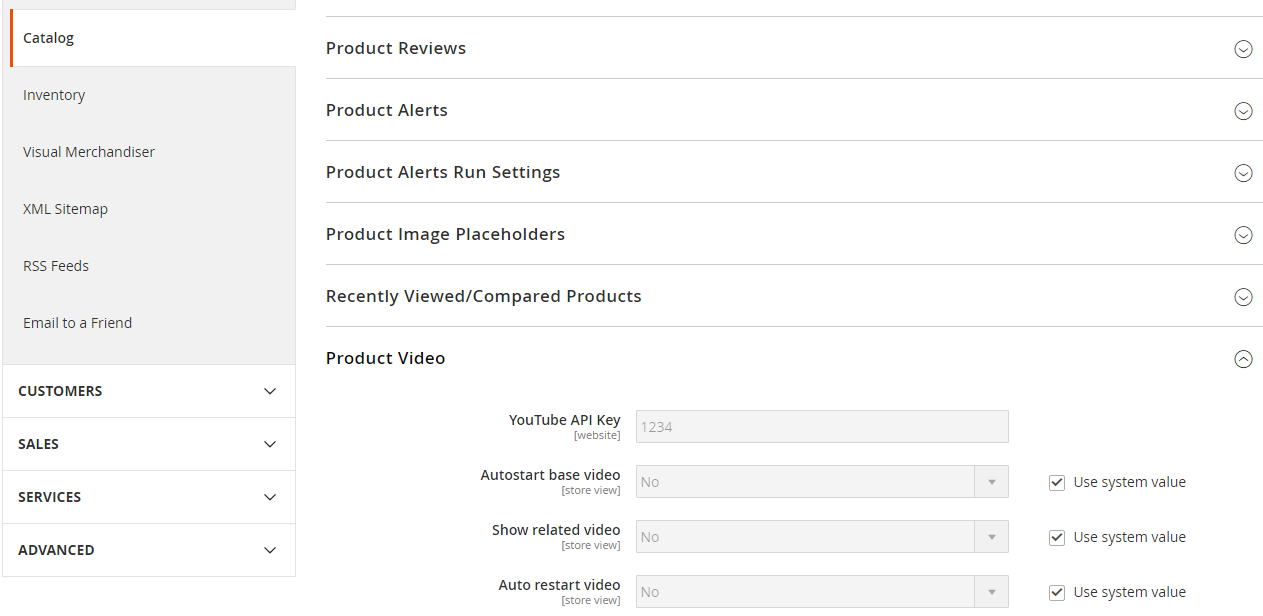 Catalog
Inventory
Visual Merchandiser
XML Sitemap
RSS Feeds
Email to a Friend
CUSTOMERS
SALES
SERVICES
ADVANCED
Product Reviews
Product Alerts
Product Alerts Run Settings
Product Image Placeholders
Recently Viewed/Compared Products
Product Video
YouTube API Key
[website]
1234
Autostart base video
[store view]
No
Use system value
Show related video
[store view]
No
Use system value
Auto restart video
[store view]
No
Use system value